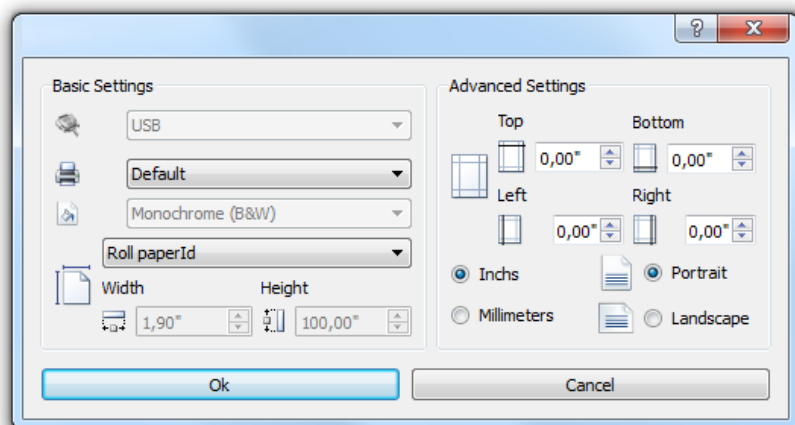 Basic Settings
USB
Default
Monochrome (B&W)
Roll paperId
Width Height
1,90" 100,00"
Advanced Settings
Top Bottom
0,00" 0,00"
Left Right
0,00" 0,00"
Inchs Portrait
Millimeters Landscape
Ok Cancel